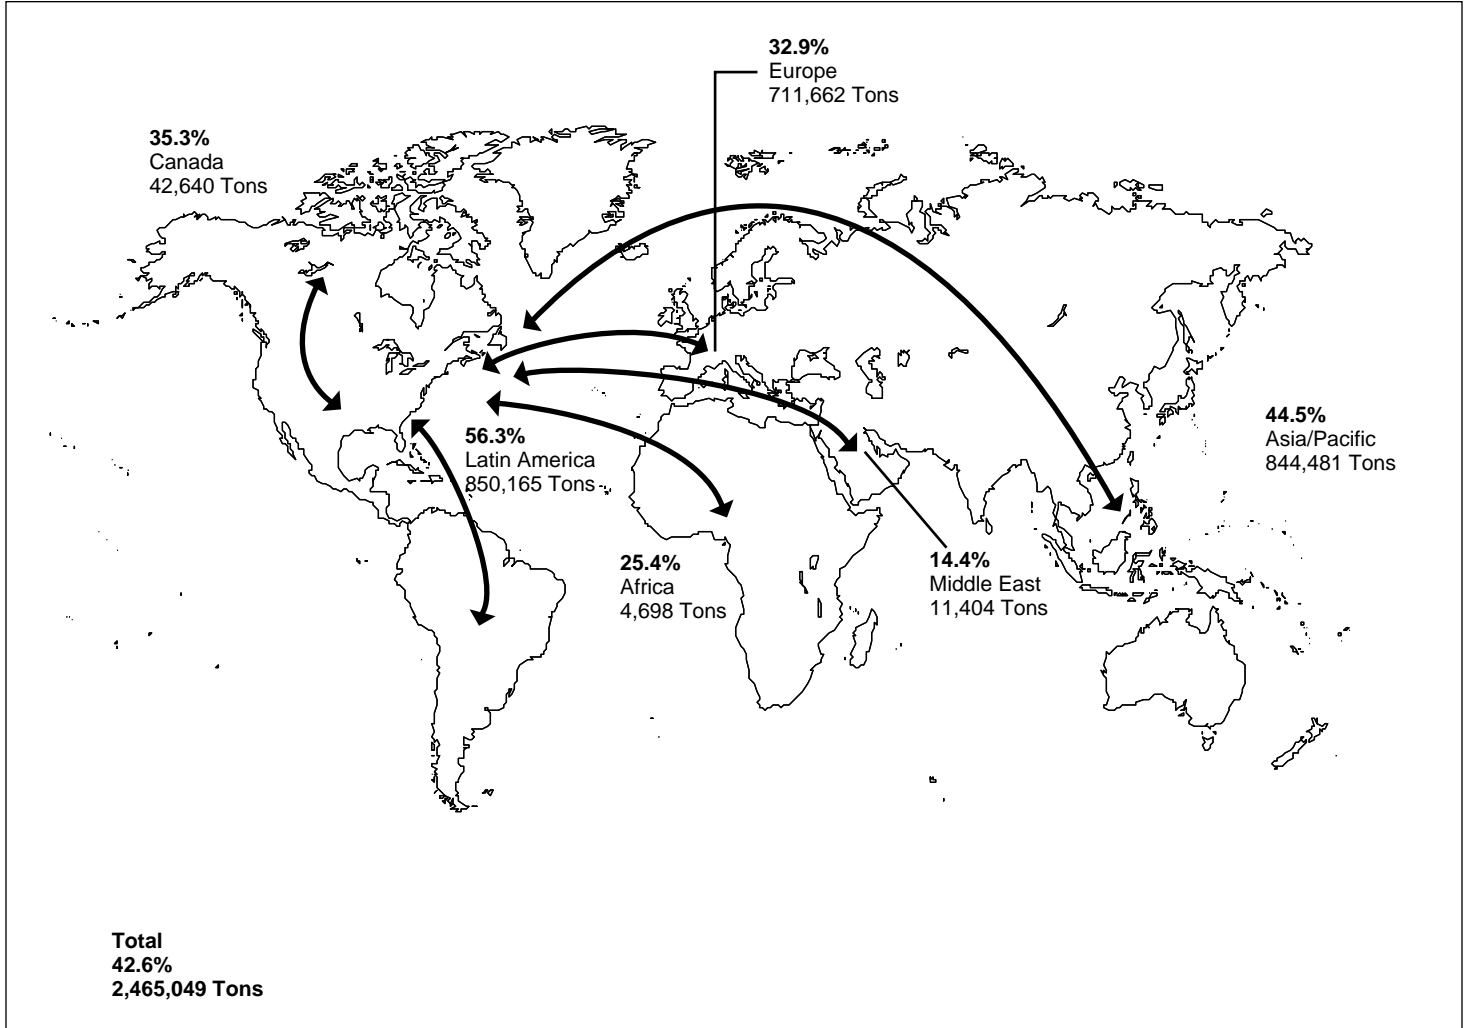 32.9%
Europe
711,662 Tons
35.3%
Canada
42,640 Tons
44.5%
Asia/Pacific
844,481 Tons
56.3%
Latin America
850,165 Tons
25.4%
Africa
4,698 Tons
14.4%
Middle East
11,404 Tons
Total
42.6%
2,465,049 Tons